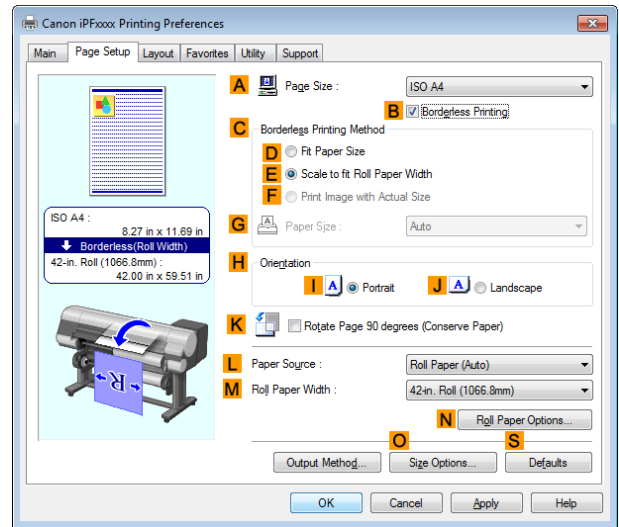 Canon iPFxxxx Printing Preferences
Main Page Setup Layout Favorites Utility Support
A Page Size : ISO A4
B Borderless Printing
C Borderless Printing Method
D Fit Paper Size
E Scale to fit Roll Paper Width
F Print Image with Actual Size
G Paper Size : Auto
ISO A4 :
8.27 in x 11.69 in
Borderless(Roll Width)
42-in. Roll (1066.8mm) :
42.00 in x 59.51 in
H Orientation
I A Portrait J A Landscape
K Rotate Page 90 degrees (Conserve Paper)
R
L Paper Source : Roll Paper (Auto)
M Roll Paper Width : 42-in. Roll (1066.8mm)
N Roll Paper Options...
O S
Output Method... Size Options... Defaults
OK Cancel Apply Help